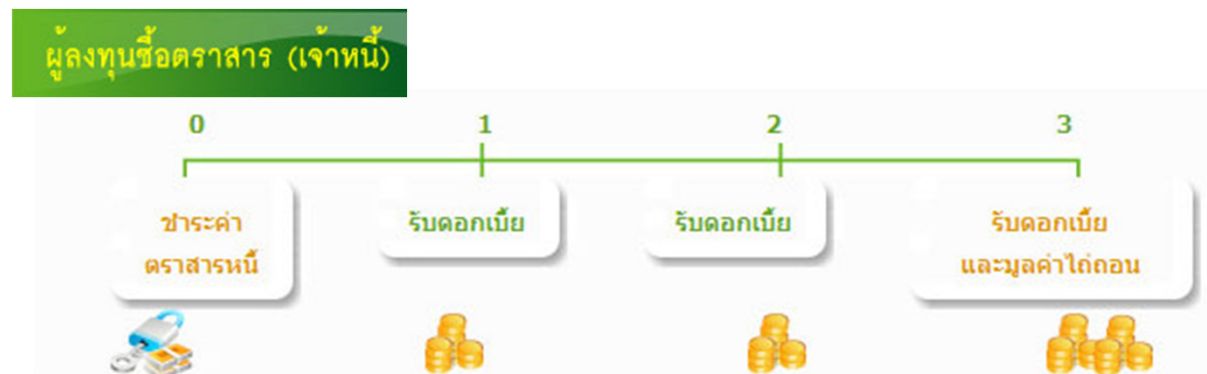 ผู้ลงทุนซื้อตราสาร (เจ้าหนี้)
0 1 2 3
ชำระค่า
ตราสารหนี้
รับดอกเบี้ย
รับดอกเบี้ย
รับดอกเบี้ย
และมูลค่าไถ่ถอน